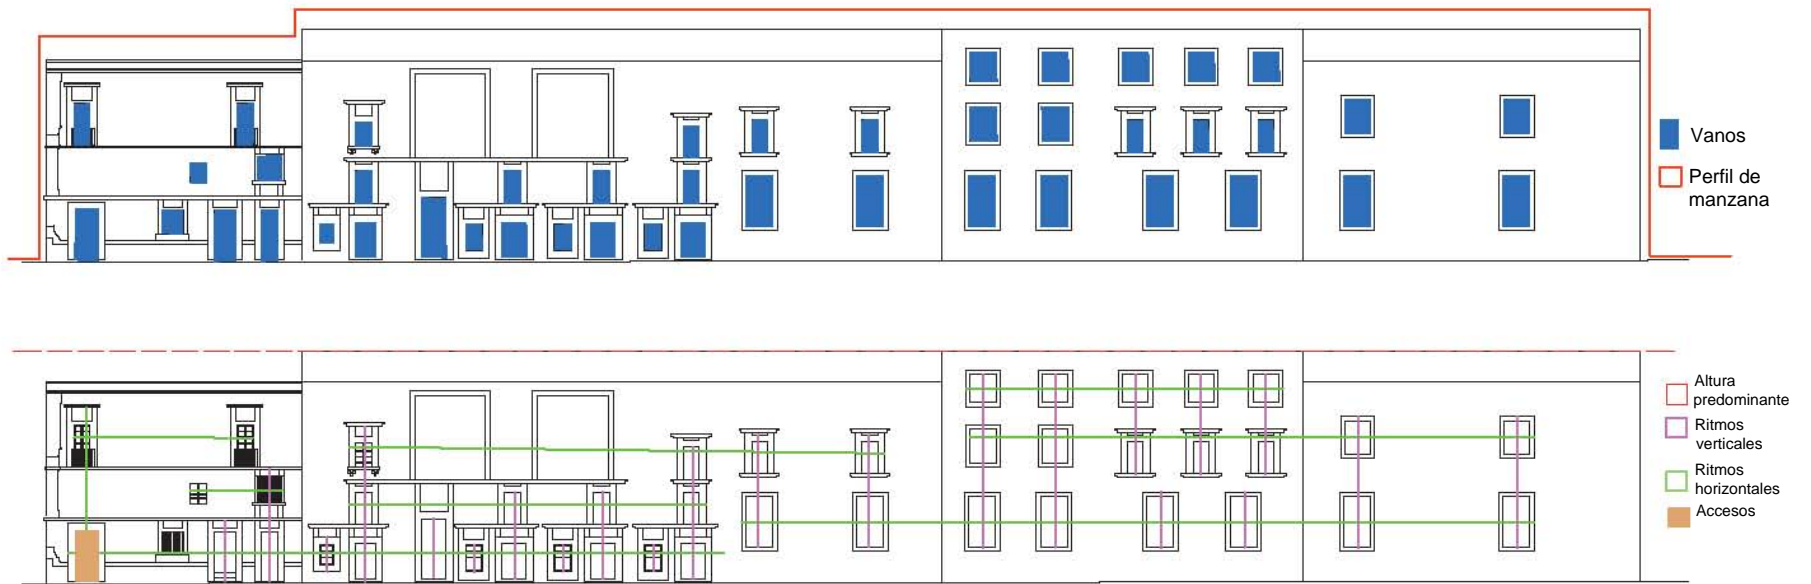 Vanos
Perfil de
manzana
Altura
predominante
Ritmos
verticales
Ritmos
horizontales
Accesos